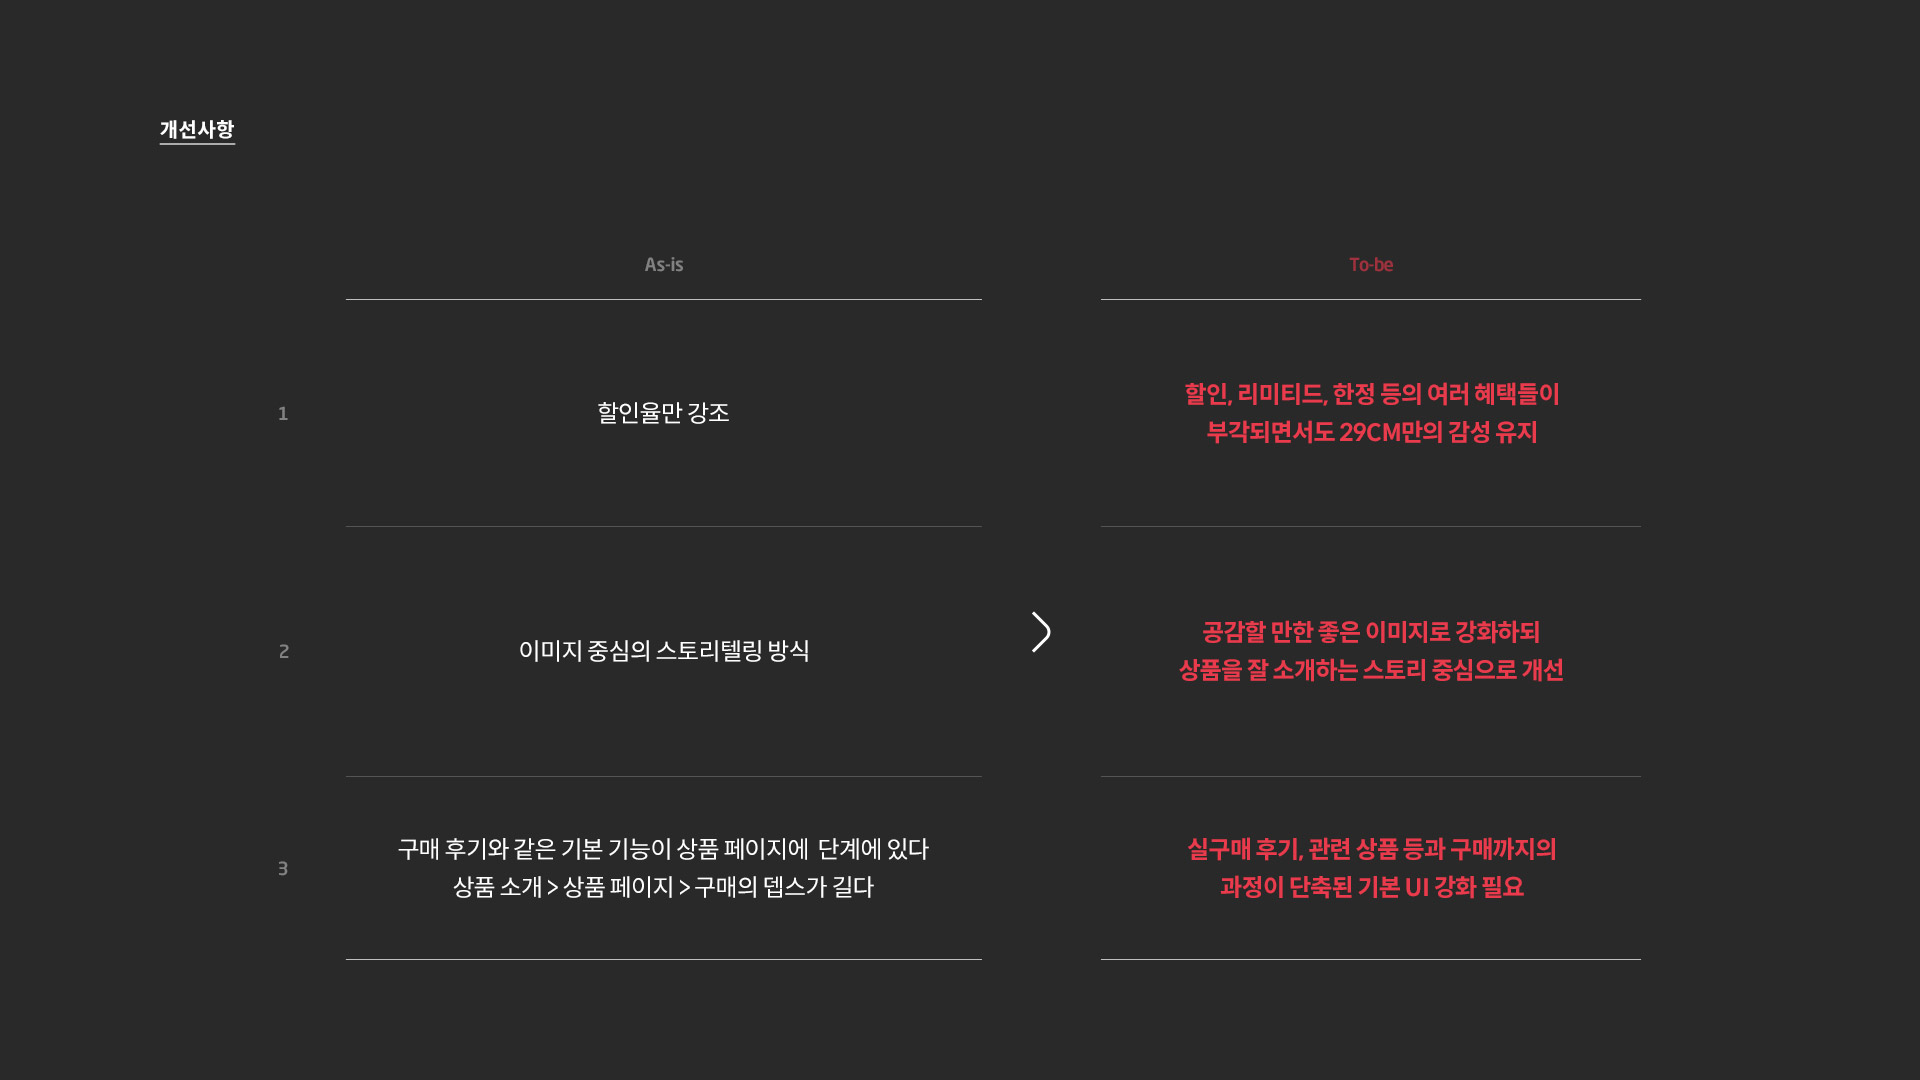 개선사항
As-is
To-be
1
할인율만 강조
할인, 리미티드, 한정 등의 여러 혜택들이
부각되면서도 29CM만의 감성 유지
2
이미지 중심의 스토리텔링 방식
공감할 만한 좋은 이미지로 강화하되
상품을 잘 소개하는 스토리 중심으로 개선
3
구매 후기와 같은 기본 기능이 상품 페이지에 단계에 있다
상품 소개 > 상품 페이지 > 구매의 뎁스가 길다
실구매 후기, 관련 상품 등과 구매까지의
과정이 단축된 기본 UI 강화 필요